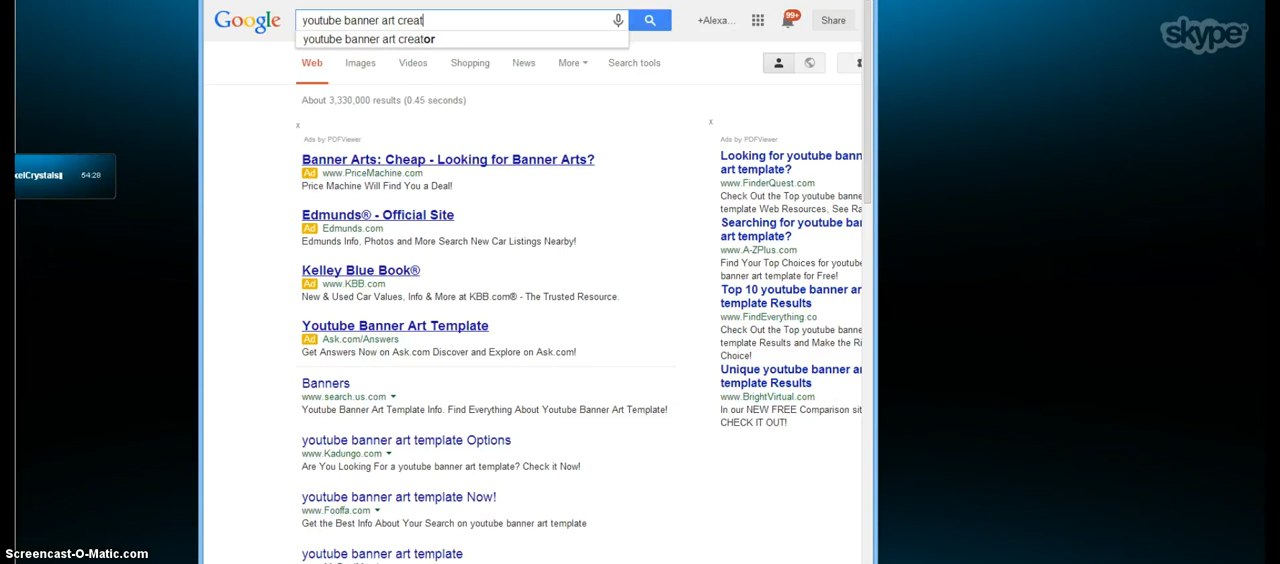 Google
youtube banner art creat
+Alexa...
99+
Share
skype
youtube banner art creator
Web
Images
Videos
Shopping
News
More
Search tools
About 3,330,000 results (0.45 seconds)
x
Ads by PDFViewer
Banner Arts: Cheap - Looking for Banner Arts?
Ad www.PriceMachine.com
Price Machine Will Find You a Deal!
Edmunds® - Official Site
Ad Edmunds.com
Edmunds Info, Photos and More Search New Car Listings Nearby!
Kelley Blue Book®
Ad www.KBB.com
New & Used Car Values, Info & More at KBB.com® - The Trusted Resource.
Youtube Banner Art Template
Ad Ask.com/Answers
Get Answers Now on Ask.com Discover and Explore on Ask.com!
Banners
www.search.us.com
Youtube Banner Art Template Info. Find Everything About Youtube Banner Art Template!
youtube banner art template Options
www.Kadungo.com
Are You Looking For a youtube banner art template? Check it Now!
youtube banner art template Now!
www.Fooffa.com
Get the Best Info About Your Search on youtube banner art template
youtube banner art template
x
Ads by PDFViewer
Looking for youtube bann
art template?
www.FinderQuest.com
Check Out the Top youtube banne
template Web Resources, See Ra
Searching for youtube ba
art template?
www.A-ZPlus.com
Find Your Top Choices for youtube
banner art template for Free!
Top 10 youtube banner ar
template Results
www.FindEverything.co
Check Out the Top youtube banne
template Results and Make the Ri
Choice!
Unique youtube banner a
template Results
www.BrightVirtual.com
In our NEW FREE Comparison sit
CHECK IT OUT!
xelCrystals
54:28
Screencast-O-Matic.com